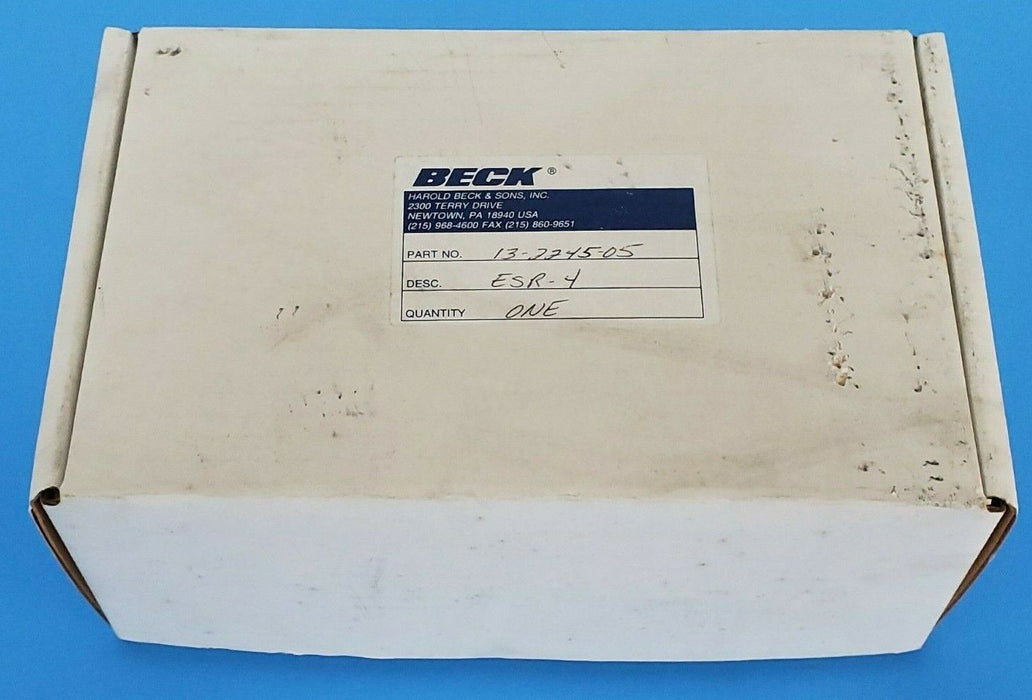 BECK®
HAROLD BECK & SONS, INC.
2300 TERRY DRIVE
NEWTOWN, PA 18940 USA
(215) 968-4600 FAX (215) 860-9651
PART NO. 13-2245-05
DESC. ESR-4
QUANTITY ONE